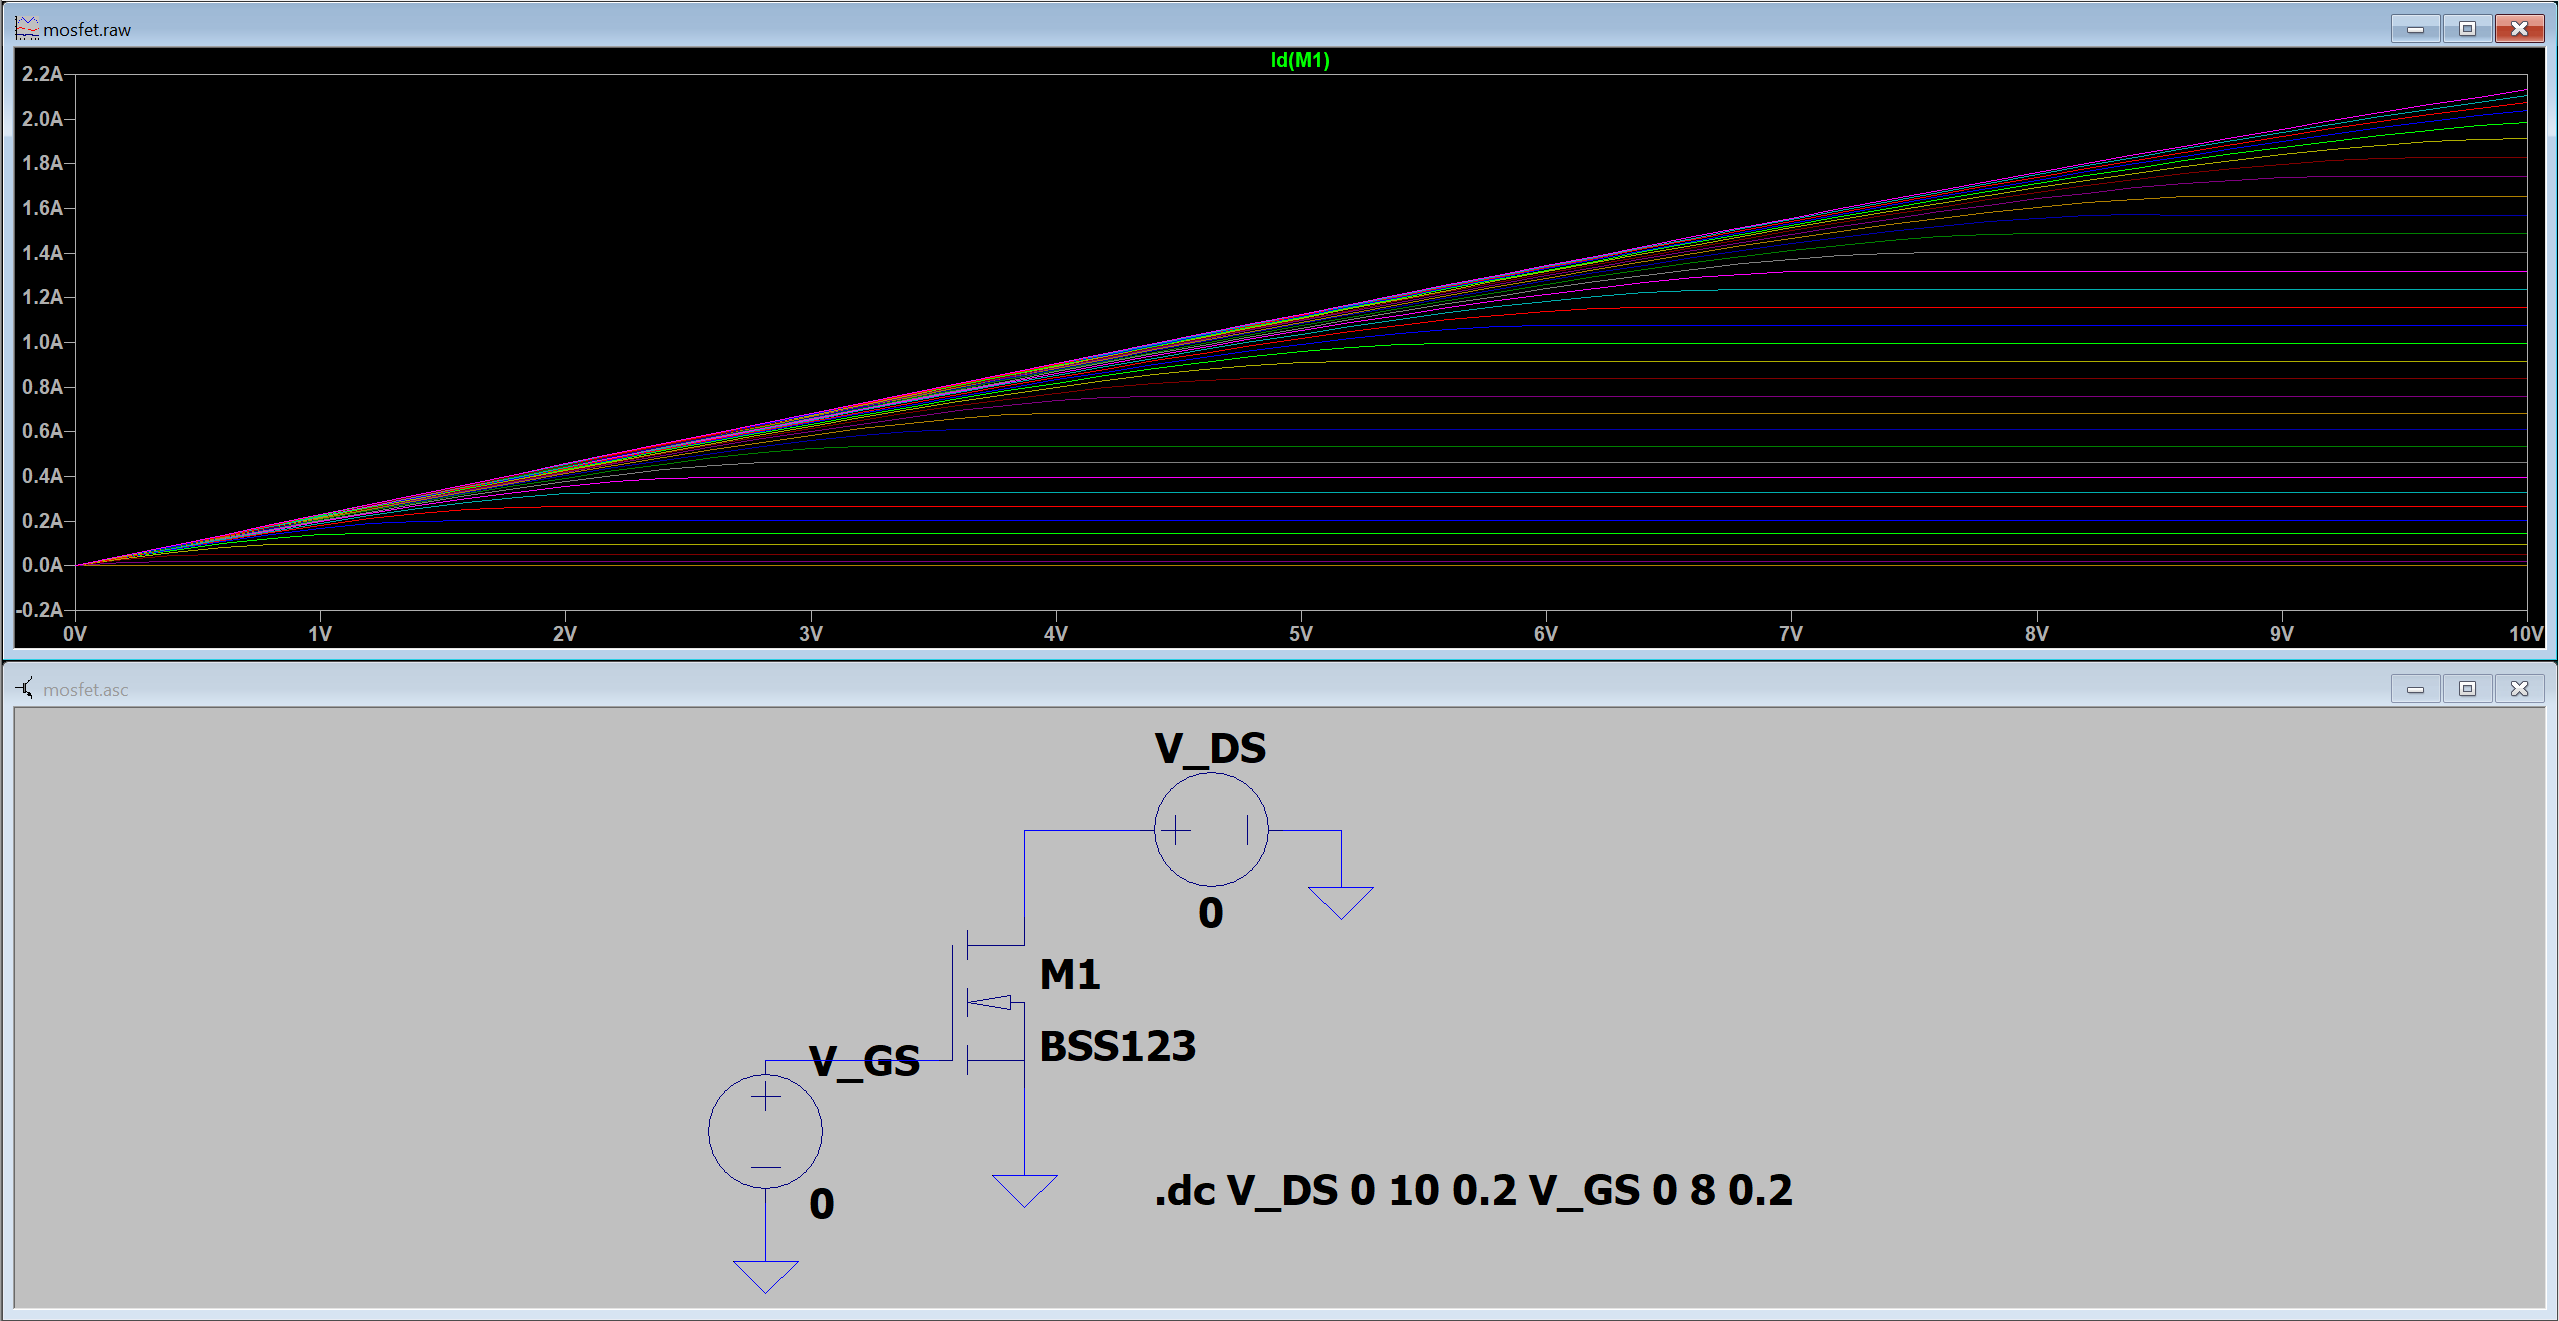 mosfet.raw
Id(M1)
2.2A
2.0A
1.8A
1.6A
1.4A
1.2A
1.0A
0.8A
0.6A
0.4A
0.2A
0.0A
-0.2A
0V 1V 2V 3V 4V 5V 6V 7V 8V 9V 10V
mosfet.asc
V_DS
0
M1
BSS123
V_GS
0
.dc V_DS 0 10 0.2 V_GS 0 8 0.2